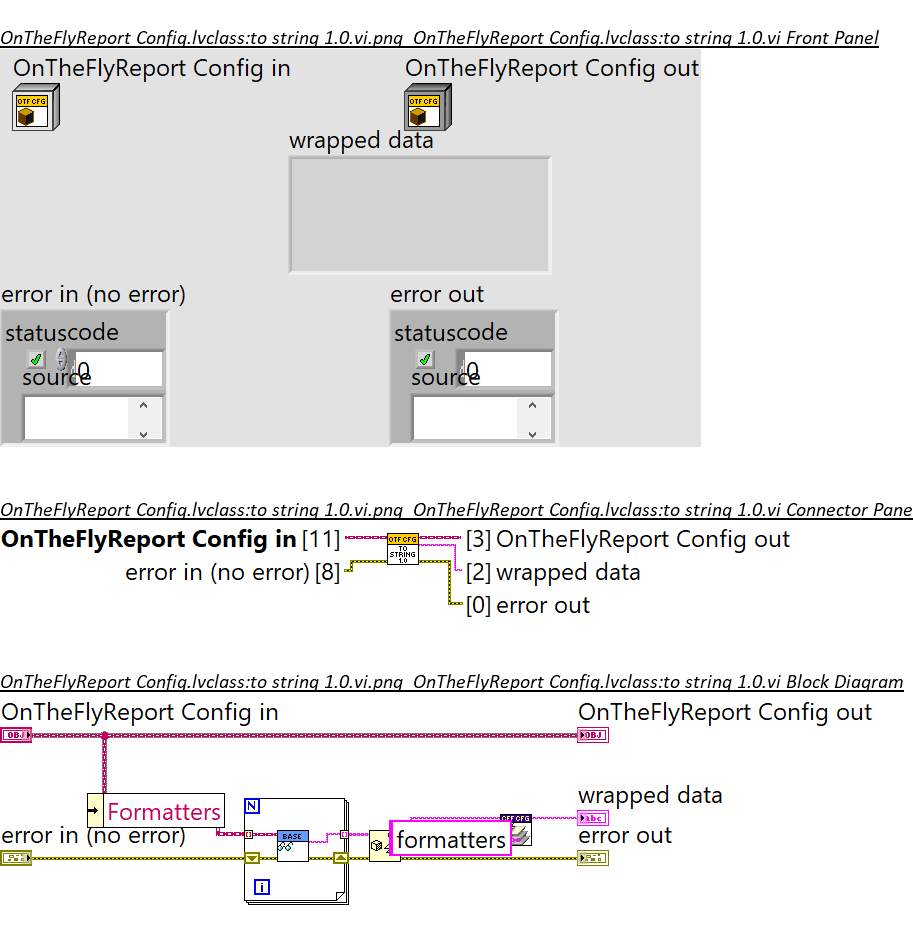 OnTheFlyReport Config.lvclass:to string 1.0.vi.png  OnTheFlyReport Config.lvclass:to string 1.0.vi Front Panel
OnTheFlyReport Config in
OnTheFlyReport Config out
OTF CFG
OTF CFG
wrapped data
error in (no error)
error out
status code
status code
0
0
source
source
OnTheFlyReport Config.lvclass:to string 1.0.vi.png  OnTheFlyReport Config.lvclass:to string 1.0.vi Connector Pane
OnTheFlyReport Config in [11]
OTF CFG
TO
STRING
1.0
[3] OnTheFlyReport Config out
error in (no error) [8]
[2] wrapped data
[0] error out
OnTheFlyReport Config.lvclass:to string 1.0.vi.png  OnTheFlyReport Config.lvclass:to string 1.0.vi Block Diagram
OnTheFlyReport Config in
OnTheFlyReport Config out
OBJ
OBJ
Formatters
N
wrapped data
abc
error in (no error)
BASE
formatters
error out
i